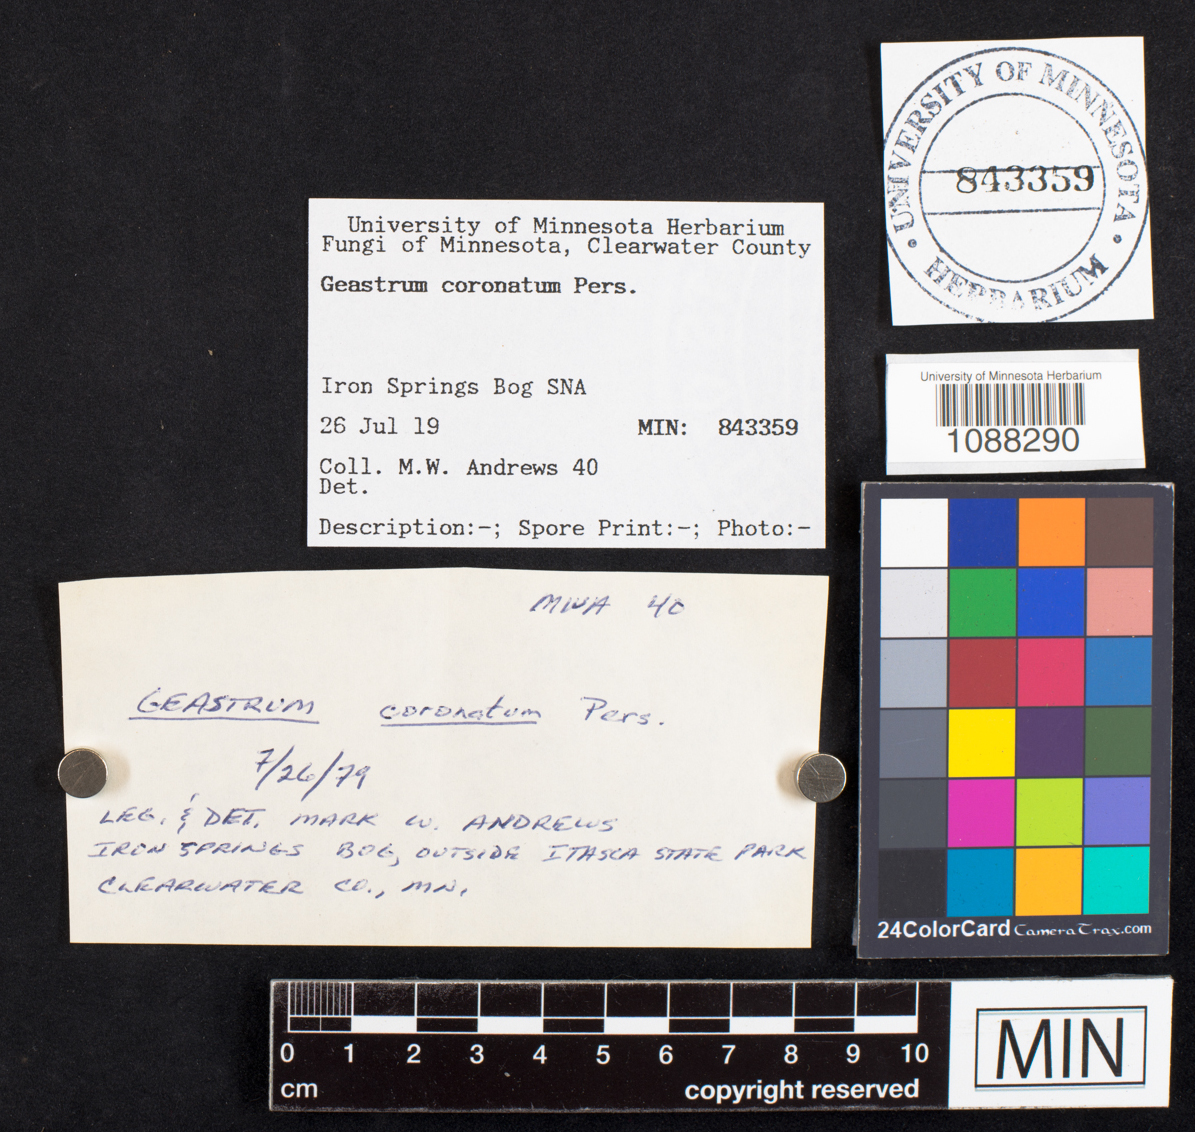 UNIVERSITY OF MINNESOTA
843359
• HERBARIUM •
University of Minnesota Herbarium
Fungi of Minnesota, Clearwater County
Geastrum coronatum Pers.
Iron Springs Bog SNA
26 Jul 19 MIN: 843359
Coll. M.W. Andrews 40
Det.
Description:-; Spore Print:-; Photo:-
University of Minnesota Herbarium
1088290
MWA 40
GEASTRUM coronatum Pers.
7/26/79
LEG. & DET. MARK W. ANDREWS
IRON SPRINGS BOG, OUTSIDE ITASCA STATE PARK
CLEARWATER CO., MN.
24ColorCard CameraTrax.com
0 1 2 3 4 5 6 7 8 9 10
cm copyright reserved
MIN